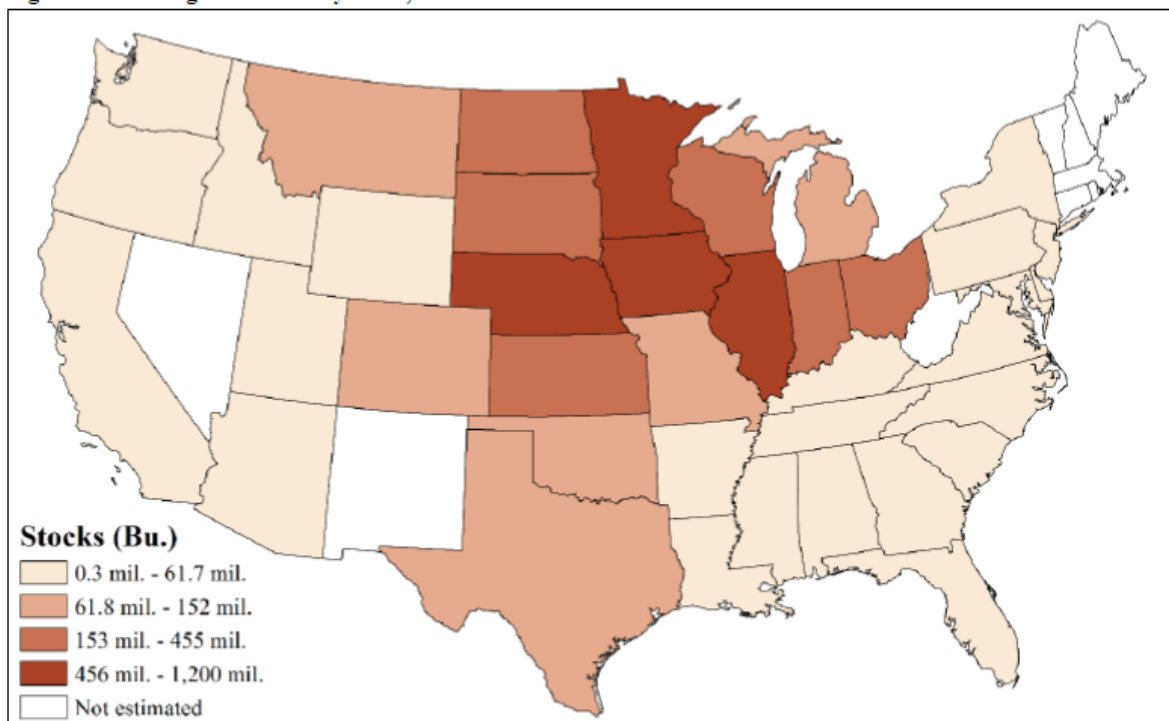 Stocks (Bu.)
0.3 mil. - 61.7 mil.
61.8 mil. - 152 mil.
153 mil. - 455 mil.
456 mil. - 1,200 mil.
Not estimated